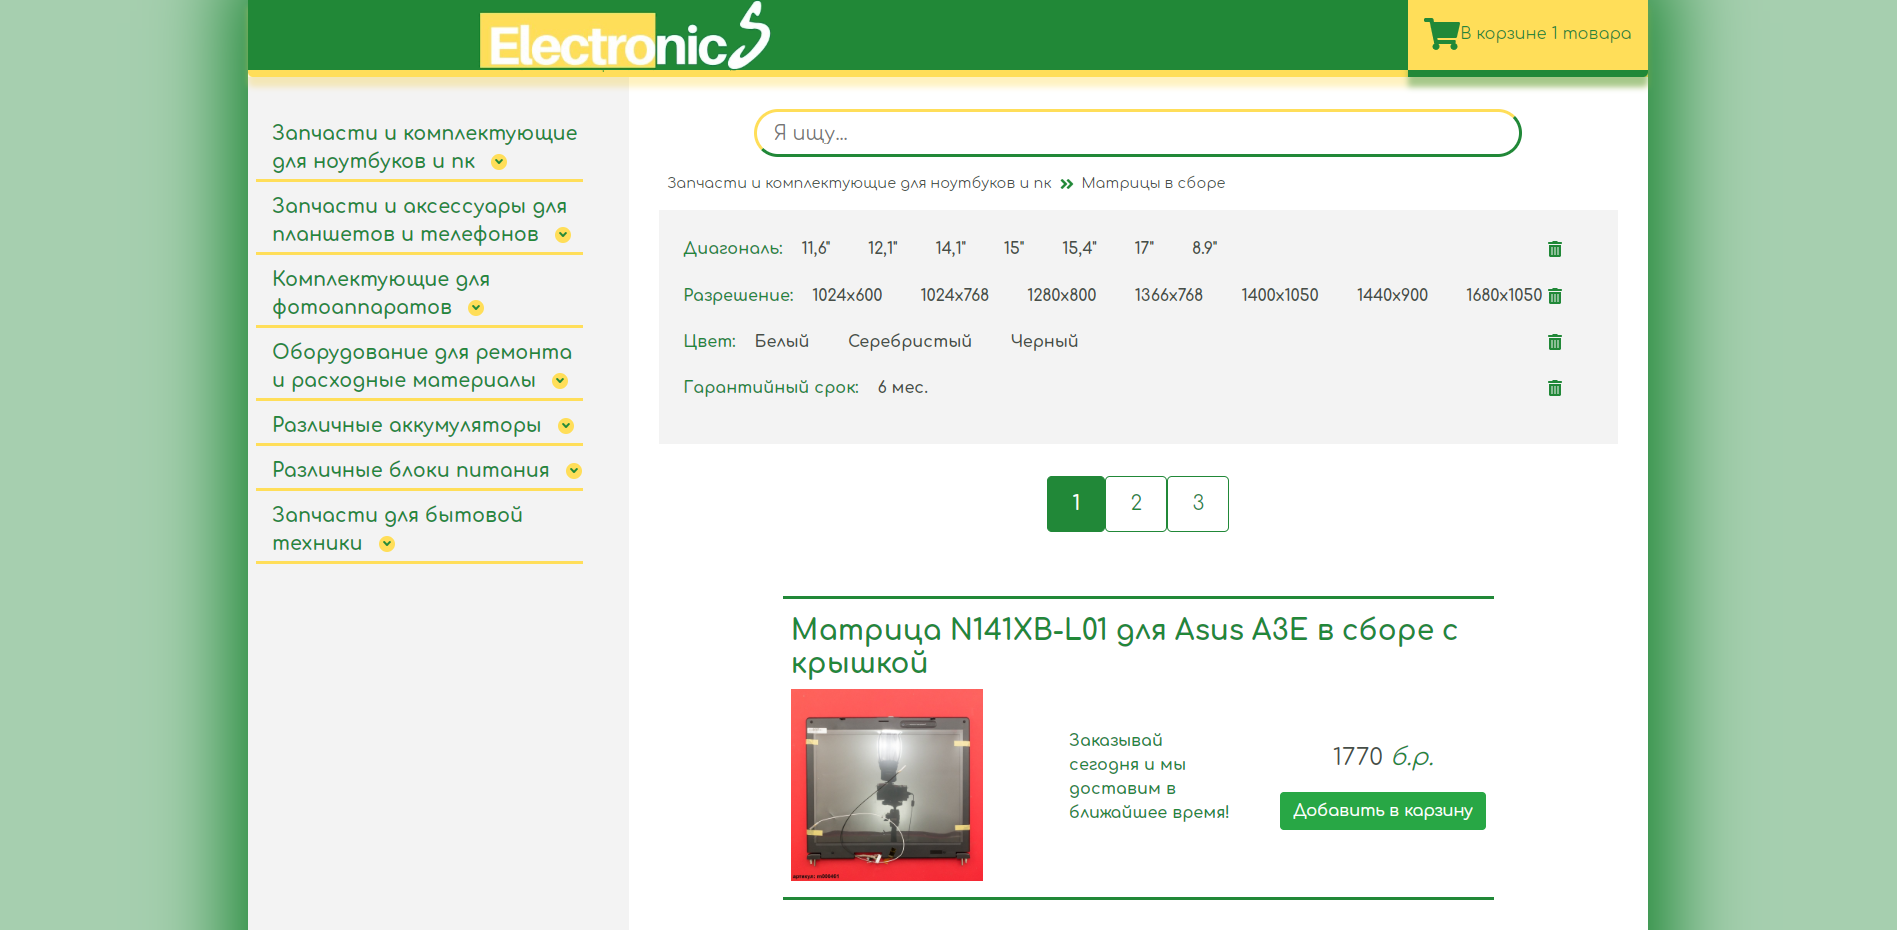 ElectronicS
В корзине 1 товара
Запчасти и комплектующие
для ноутбуков и пк
Запчасти и аксессуары для
планшетов и телефонов
Комплектующие для
фотоаппаратов
Оборудование для ремонта
и расходные материалы
Различные аккумуляторы
Различные блоки питания
Запчасти для бытовой
техники
Я ищу...
Запчасти и комплектующие для ноутбуков и пк » Матрицы в сборе
Диагональ: 11,6" 12,1" 14,1" 15" 15,4" 17" 8.9"
Разрешение: 1024x600 1024x768 1280x800 1366x768 1400x1050 1440x900 1680x1050
Цвет: Белый Серебристый Черный
Гарантийный срок: 6 мес.
1 2 3
Матрица N141XB-L01 для Asus A3E в сборе с
крышкой
Заказывай
сегодня и мы
доставим в
ближайшее время!
1770 б.р.
Добавить в корзину